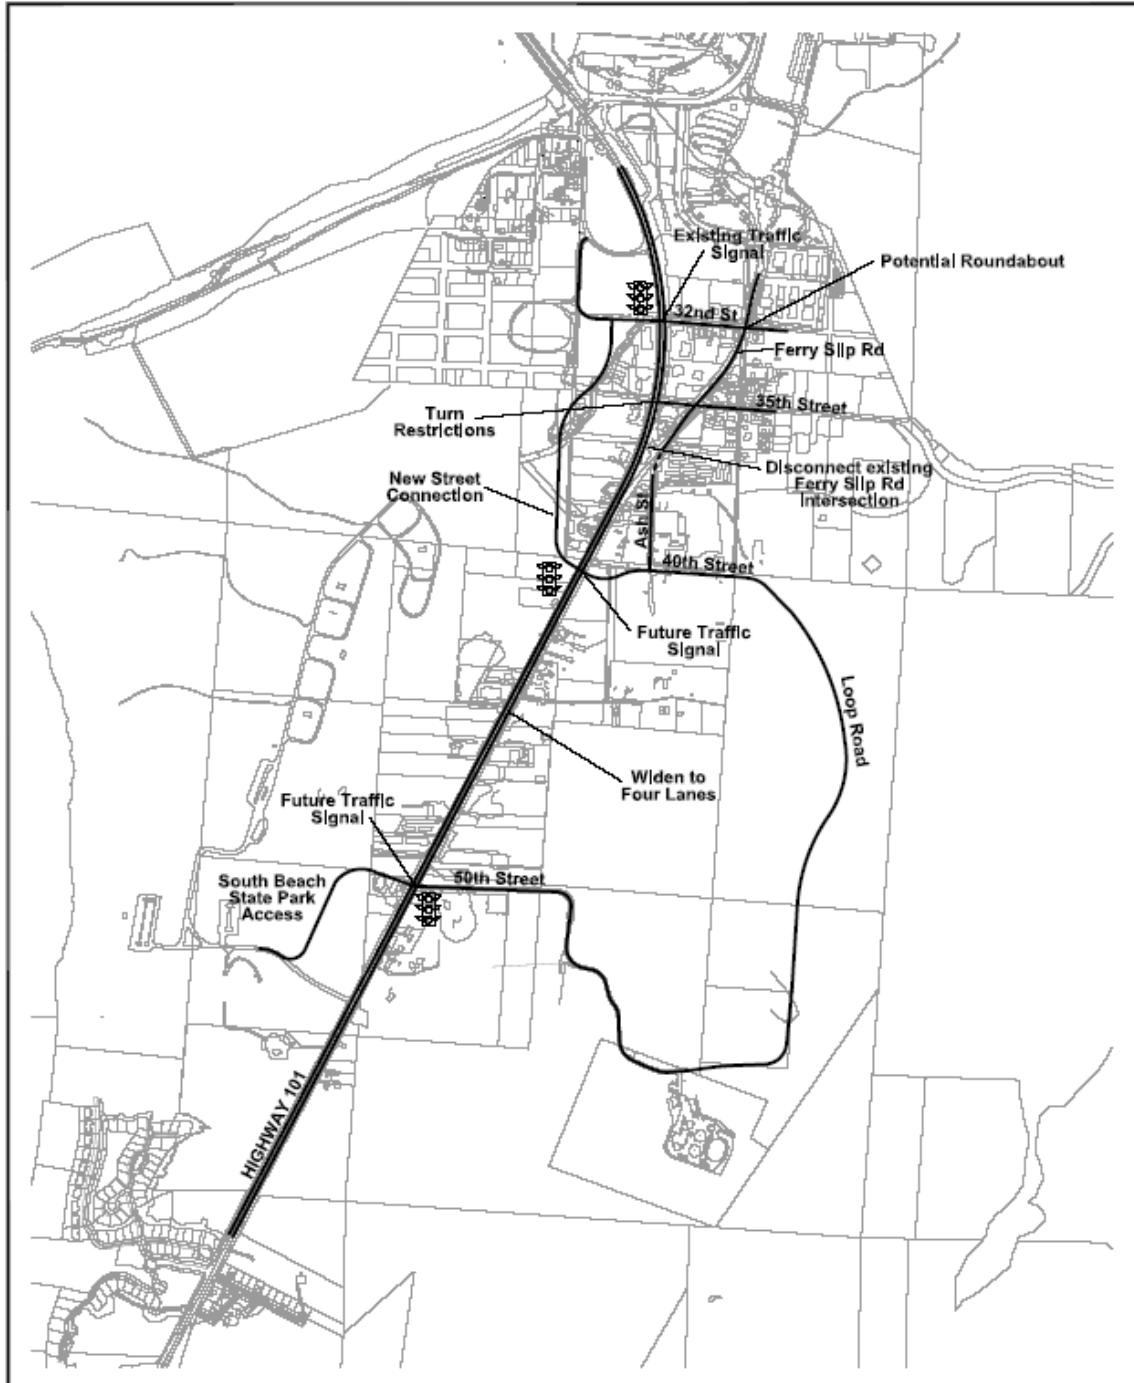 Existing Traffic
Signal
Potential Roundabout
32nd St
Ferry Slip Rd
35th Street
Turn
Restrictions
Disconnect existing
Ferry Slip Rd
Intersection
New Street
Connection
Ash St
40th Street
Future Traffic
Signal
Loop Road
Widen to
Four Lanes
Future Traffic
Signal
50th Street
South Beach
State Park
Access
HIGHWAY 101